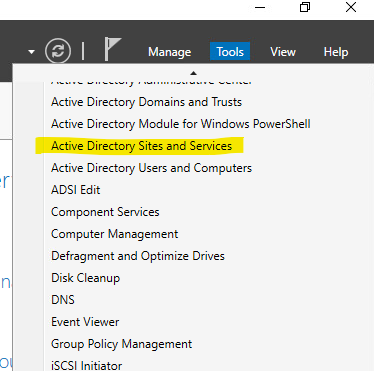 Manage Tools View Help
Active Directory Administrative Center
Active Directory Domains and Trusts
Active Directory Module for Windows PowerShell
Active Directory Sites and Services
Active Directory Users and Computers
ADSI Edit
Component Services
Computer Management
Defragment and Optimize Drives
Disk Cleanup
DNS
Event Viewer
Group Policy Management
iSCSI Initiator